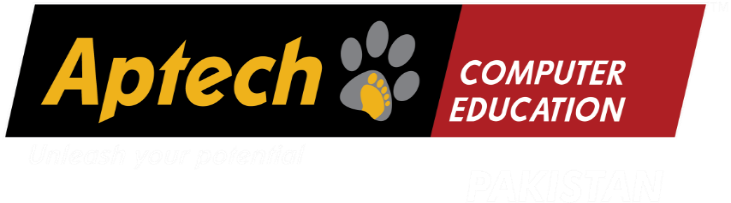 Aptech
COMPUTER
EDUCATION
Unleash your potential
PAKISTAN